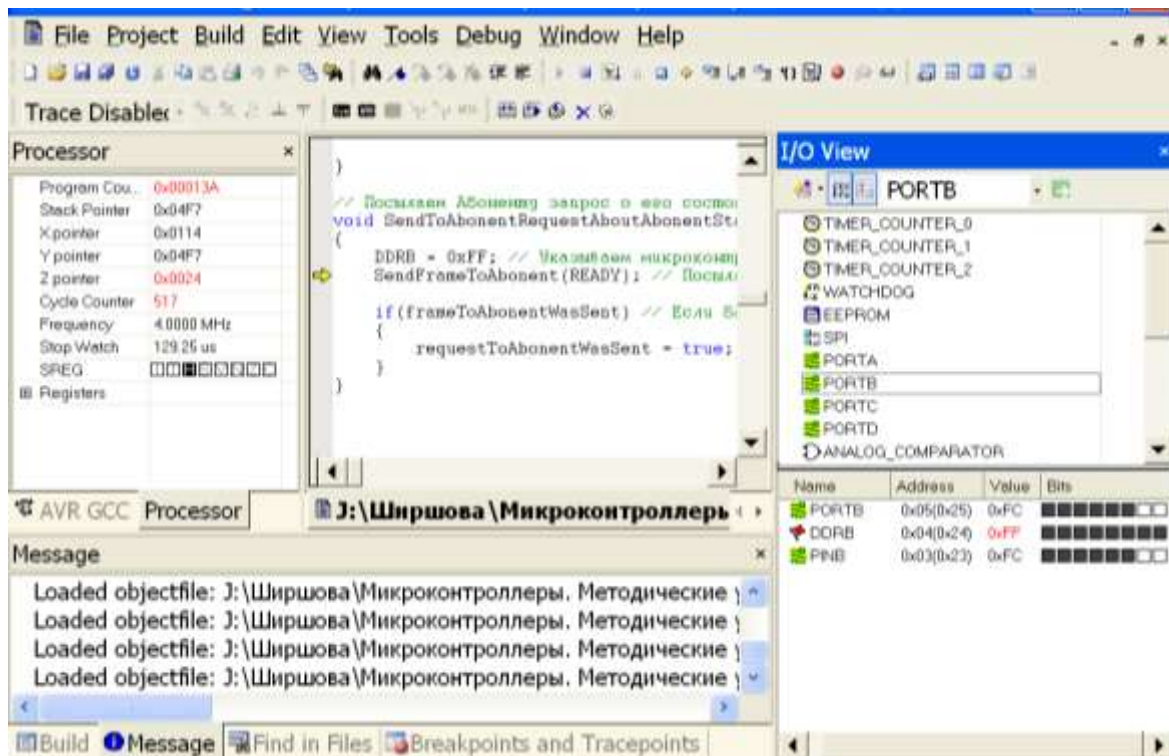 File Project Build Edit View Tools Debug Window Help
Trace Disablec
Processor
Program Cou... 0x00013A
Stack Pointer 0x04F7
X pointer 0x0114
Y pointer 0x04F7
Z pointer 0x0024
Cycle Counter 517
Frequency 4.0000 MHz
Stop Watch 129.25 us
SREG
Registers
AVR GCC Processor
}
// Посылаем Абоненту запрос о его состо
void SendToAbonentRequestAboutAbonentSt
{
DDRB = 0xFF; // Указываем
SendFrameToAbonent(READY); //
if(frameToAbonentWasSent) // Если
{
requestToAbonentWasSent = true;
}
}
J:\Ширшова\Микроконтроллеры
I/O View
PORTB
TIMER_COUNTER_0
TIMER_COUNTER_1
TIMER_COUNTER_2
WATCHDOG
EEPROM
SPI
PORTA
PORTB
PORTC
PORTD
ANALOG_COMPARATOR
Name Address Value Bits
PORTB 0x05(0x25) 0xFC
DDRB 0x04(0x24) 0xFF
PINB 0x03(0x23) 0xFC
Message
Loaded objectfile: J:\Ширшова\Микроконтроллеры. Методические
Loaded objectfile: J:\Ширшова\Микроконтроллеры. Методические
Loaded objectfile: J:\Ширшова\Микроконтроллеры. Методические
Loaded objectfile: J:\Ширшова\Микроконтроллеры. Методические
Build Message Find in Files Breakpoints and Tracepoints